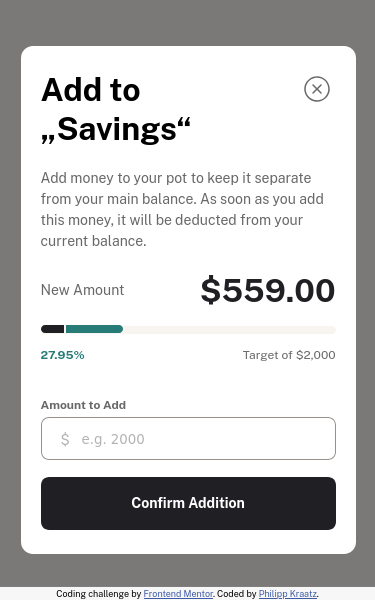 Add to
„Savings“
Add money to your pot to keep it separate
from your main balance. As soon as you add
this money, it will be deducted from your
current balance.
New Amount $559.00
27.95% Target of $2,000
Amount to Add
$ e.g. 2000
Confirm Addition
Coding challenge by Frontend Mentor. Coded by Philipp Kraatz.